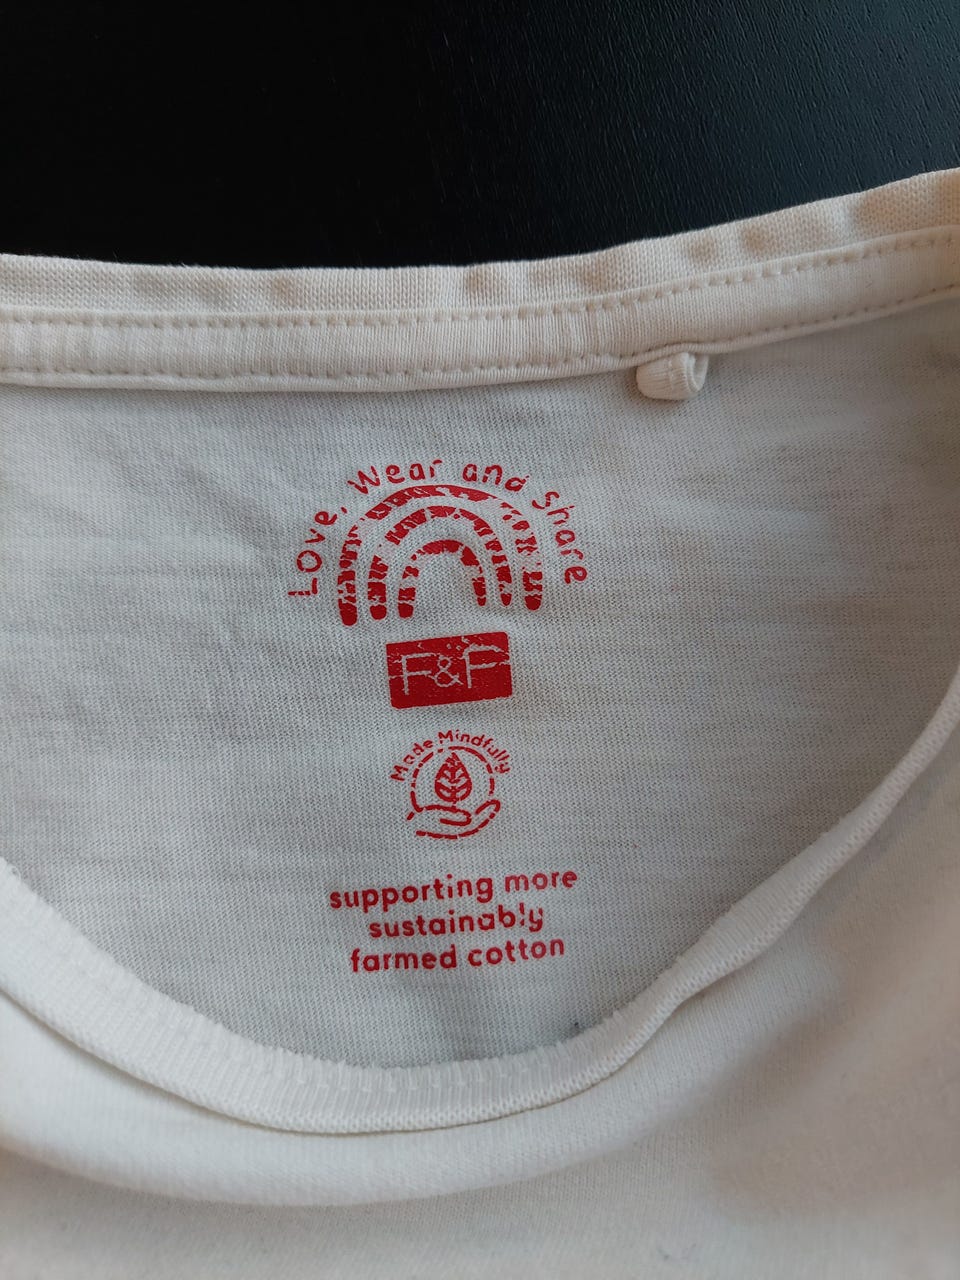 Love, Wear and Share
F&F
Made Mindfully
supporting more
sustainably
farmed cotton